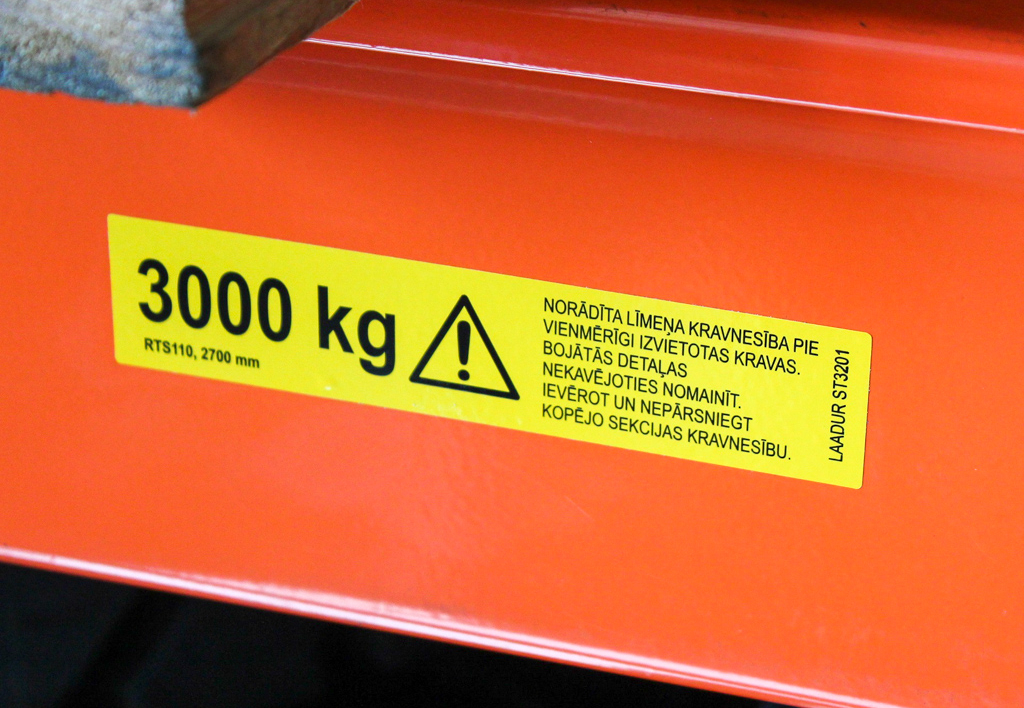 3000 kg
RTS110, 2700 mm
NORĀDĪTA LĪMEŅA KRAVNESĪBA PIE
VIENMĒRĪGI IZVIETOTAS KRAVAS.
BOJĀTĀS DETAĻAS
NEKAVĒJOTIES NOMAINĪT.
IEVĒROT UN NEPĀRSNIEGT
KOPĒJO SEKCIJAS KRAVNESĪBU.
LAADUR ST3201